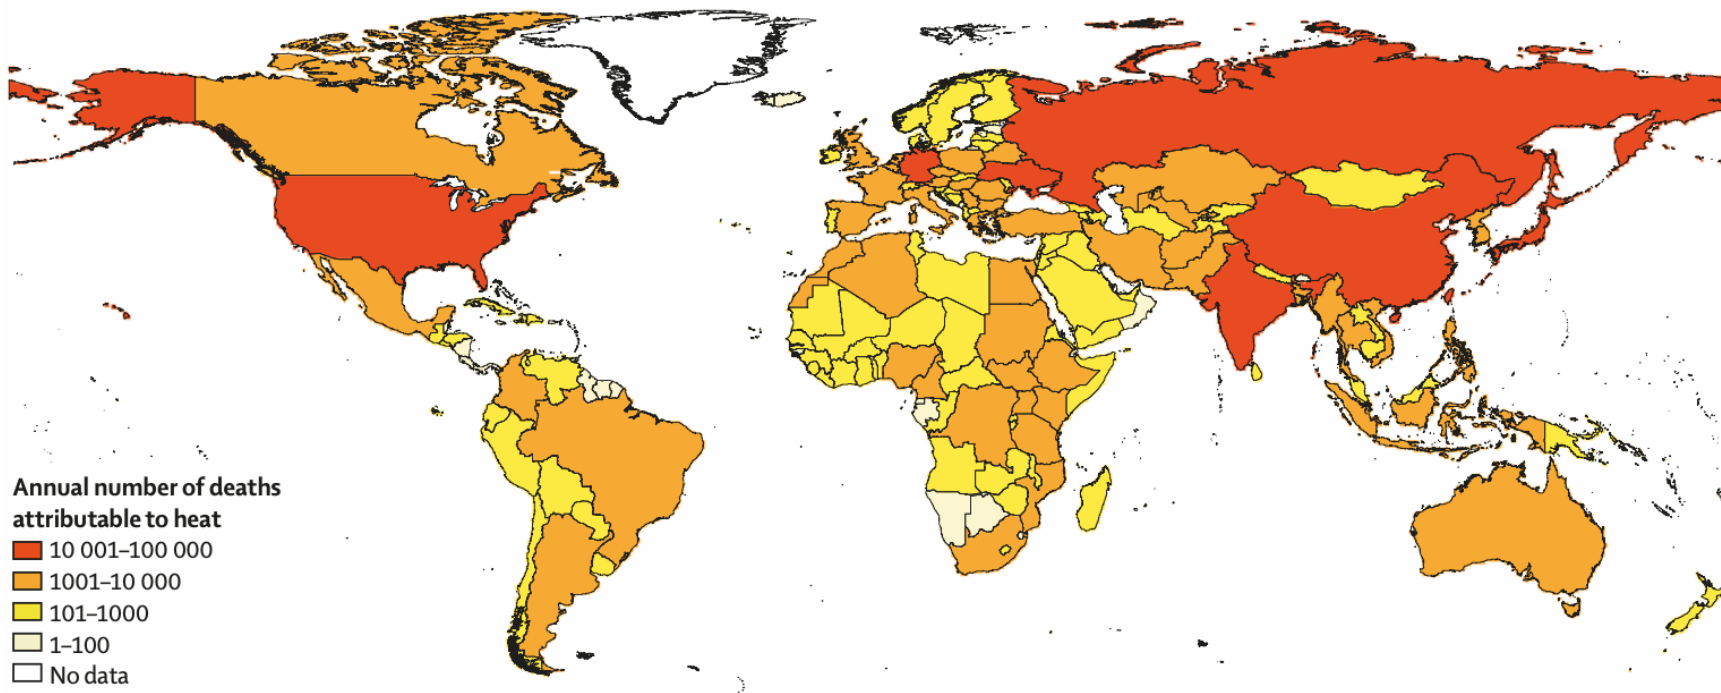 Annual number of deaths
attributable to heat
10 001–100 000
1001–10 000
101–1000
1–100
No data